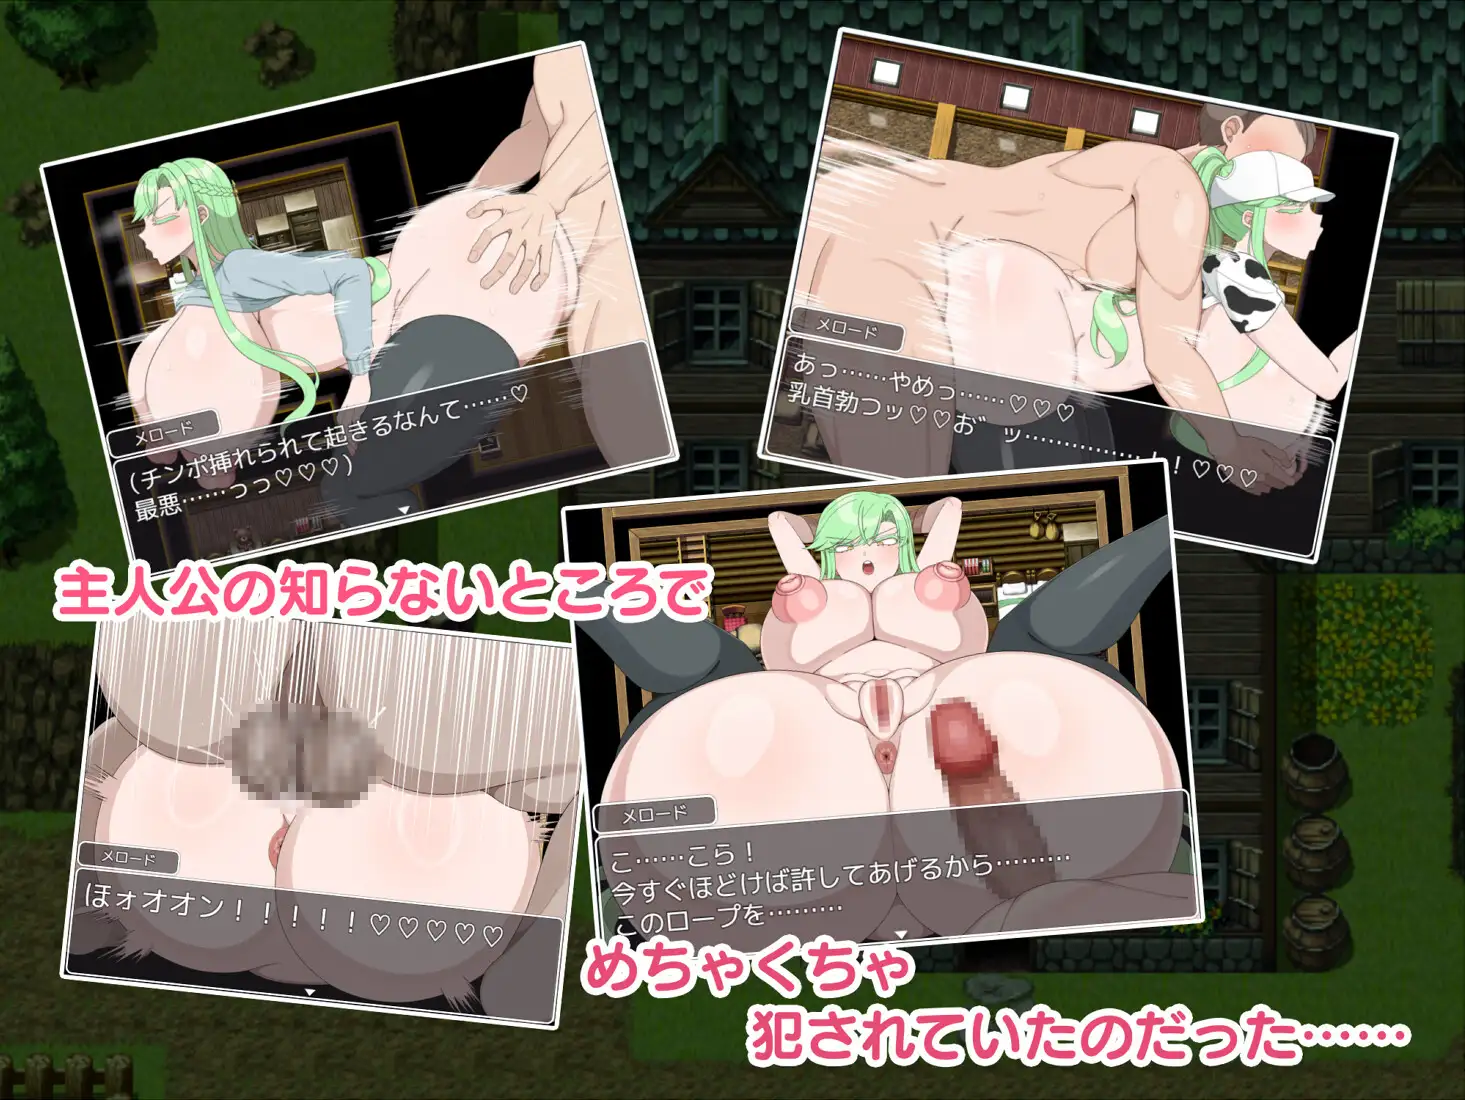 メロード
(チンポ挿れられて起きるなんて……♡
最悪……っっ♡♡♡)
メロード
あっ……やめっ……♡♡♡
乳首勃つッ♡♡お゛ッ………………！！♡♡♡
主人公の知らないところで
メロード
ほォオオン！！！！！♡♡♡♡♡
メロード
こ……こら！
今すぐほどけば許してあげるから………
このロープを………
めちゃくちゃ
犯されていたのだった……